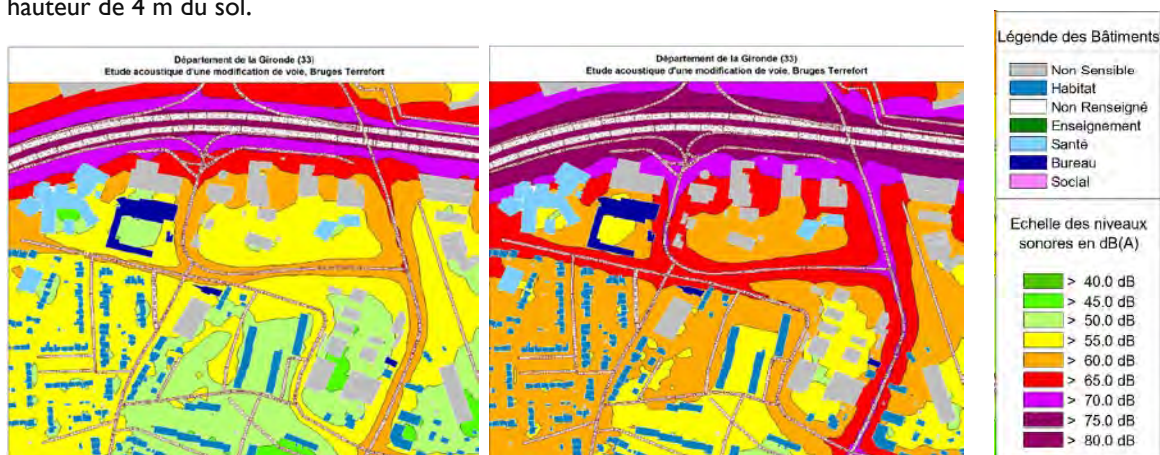 hauteur de 4 m du sol.
Département de la Gironde (33)
Etude acoustique d'une modification de voie, Bruges Terrefort
Département de la Gironde (33)
Etude acoustique d'une modification de voie, Bruges Terrefort
Légende des Bâtiments
Non Sensible
Habitat
Non Renseigné
Enseignement
Santé
Bureau
Social
Echelle des niveaux
sonores en dB(A)
> 40.0 dB
> 45.0 dB
> 50.0 dB
> 55.0 dB
> 60.0 dB
> 65.0 dB
> 70.0 dB
> 75.0 dB
> 80.0 dB